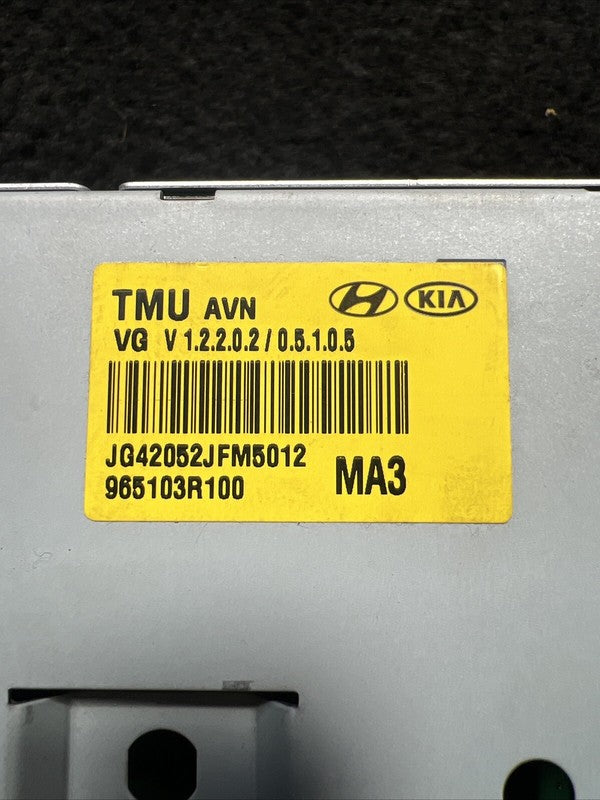 TMU AVN KIA
VG V 1.2.2.0.2 / 0.5.1.0.5
JG42052JFM5012
965103R100 MA3